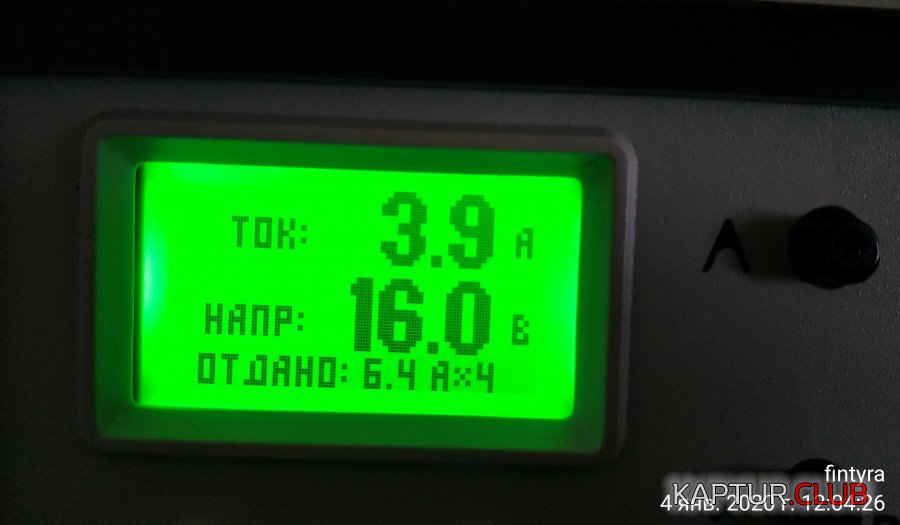 ТОК: 3.9 А
НАПР: 16.0 В
ОТДАНО: 6.4 А×Ч
А
fintyra
KAPTUR.CLUB
4 янв. 2020 г. 12:04:26